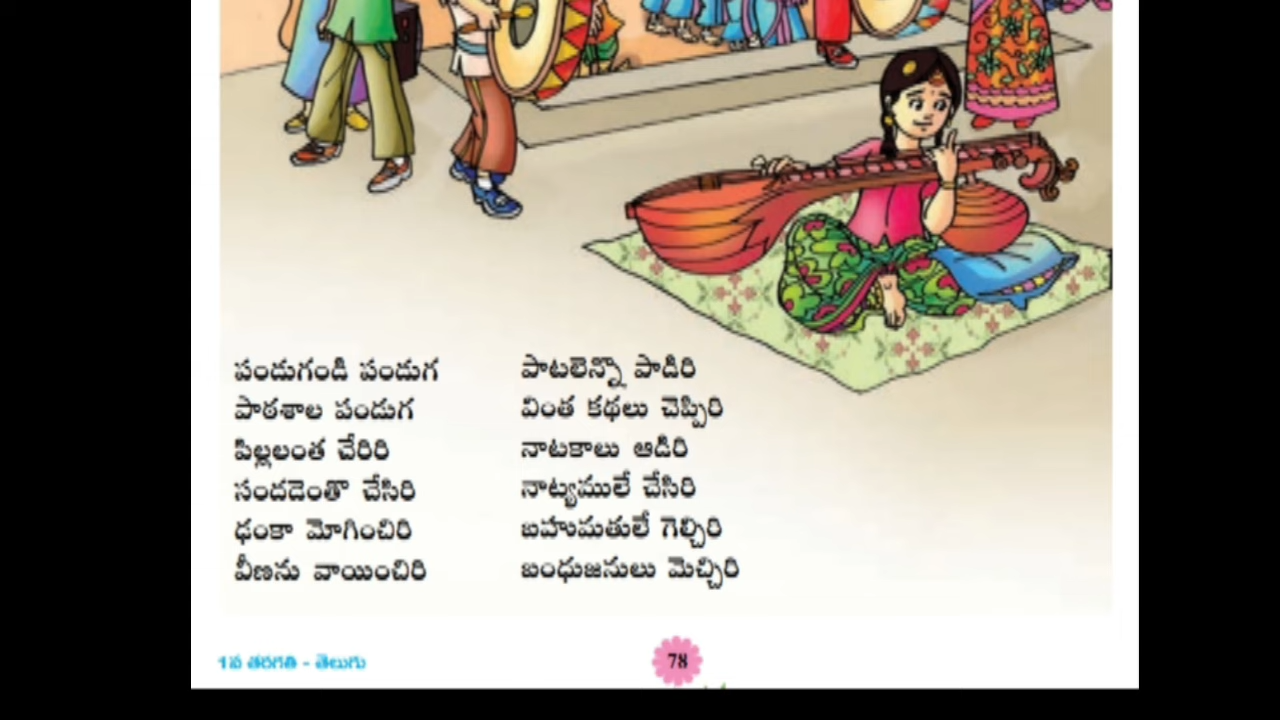 పండుగండి పండుగ
పాఠశాల పండుగ
పిల్లలంత చేరిరి
సందడెంతొ చేసిరి
ఢంకా మోగించిరి
వీణను వాయించిరి
పాటలెన్నొ పాడిరి
వింత కథలు చెప్పిరి
నాటకాలు ఆడిరి
నాట్యములే చేసిరి
బహుమతులే గెల్చిరి
బంధుజనులు మెచ్చిరి
1వ తరగతి - తెలుగు
78